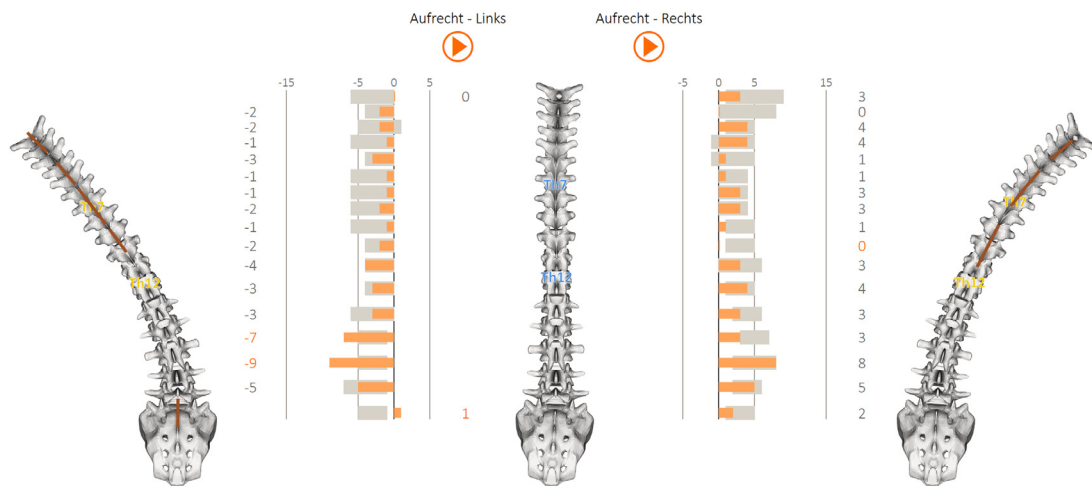 Aufrecht - Links
Aufrecht - Rechts
-15 -5 0 5
-5 0 5 15
0 3
-2 0
-2 4
-1 4
-3 1
-1 1
-1 3
-2 3
-1 1
-2 0
-4 3
-3 4
-3 3
-7 3
-9 8
-5 5
1 2
Th7 Th7 Th7
Th12 Th12 Th12